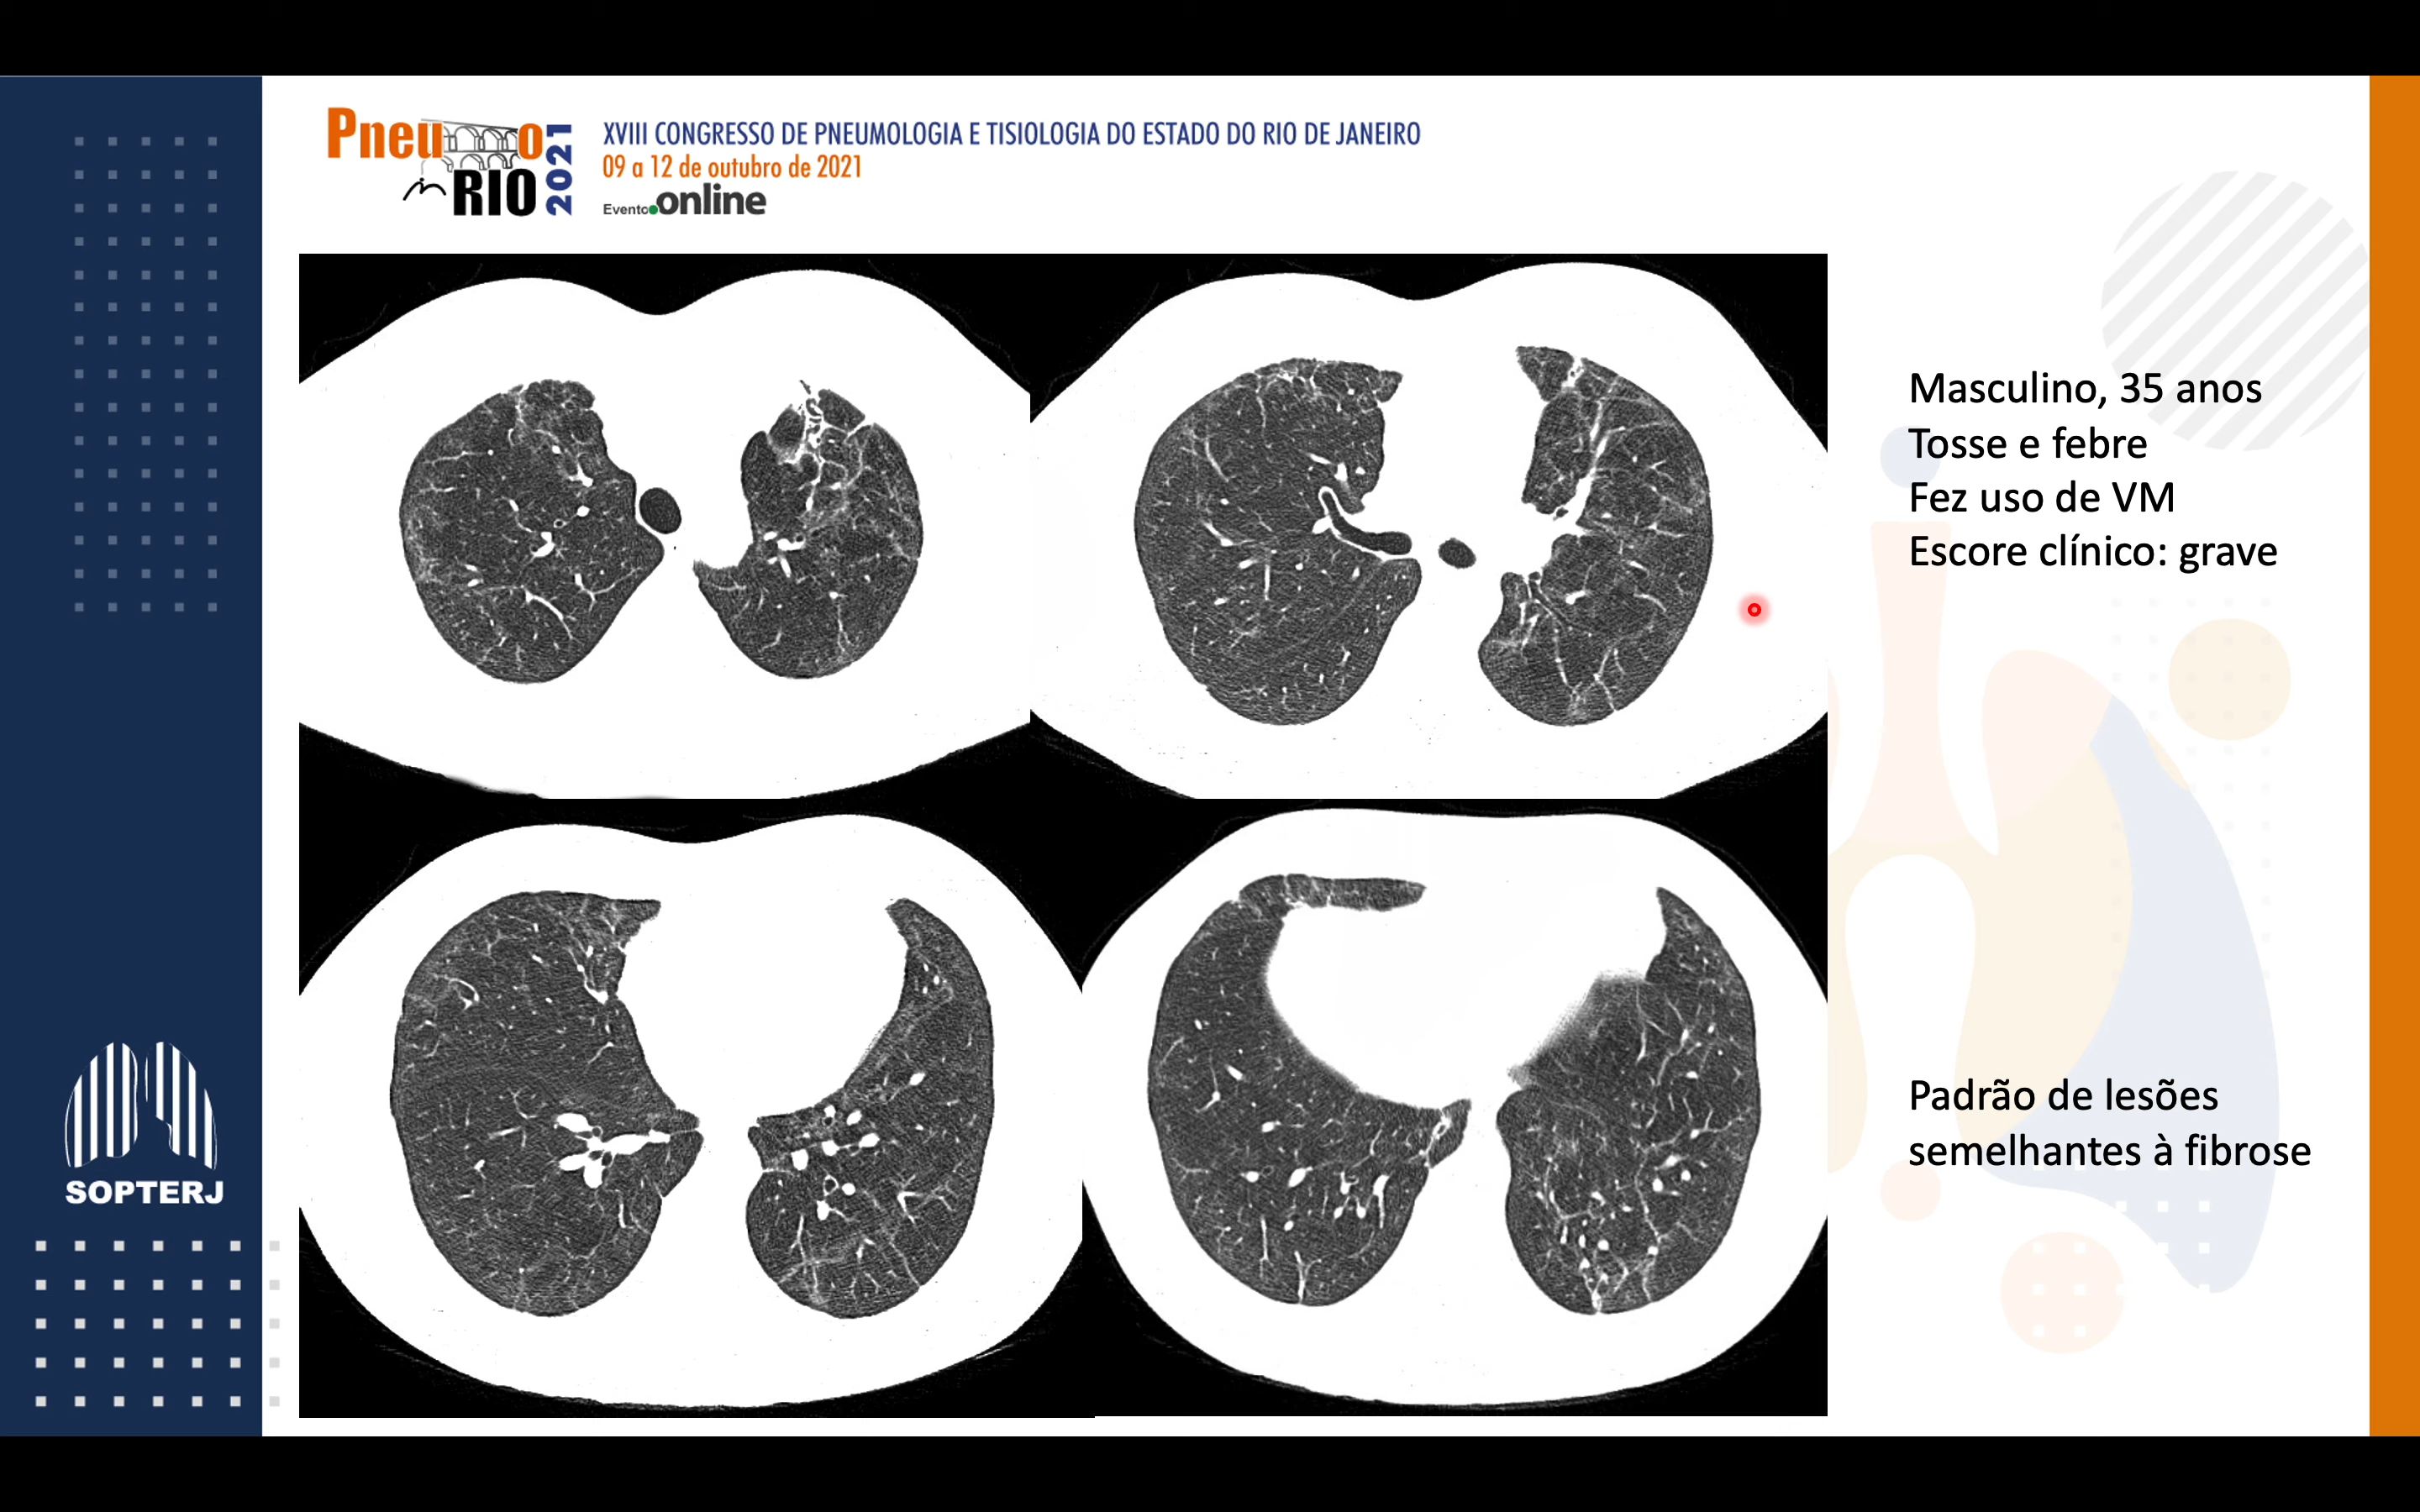 Pneu o
in RIO
2021
XVIII CONGRESSO DE PNEUMOLOGIA E TISIOLOGIA DO ESTADO DO RIO DE JANEIRO
09 a 12 de outubro de 2021
Evento online
Masculino, 35 anos
Tosse e febre
Fez uso de VM
Escore clínico: grave
Padrão de lesões
semelhantes à fibrose
SOPTERJ